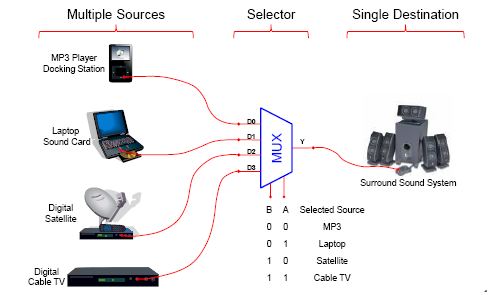 Multiple Sources
Selector
Single Destination
MP3 Player
Docking Station
Laptop
Sound Card
Digital
Satellite
Digital
Cable TV
D0
D1
D2
D3
MUX
Y
Surround Sound System
B A Selected Source
0 0 MP3
0 1 Laptop
1 0 Satellite
1 1 Cable TV